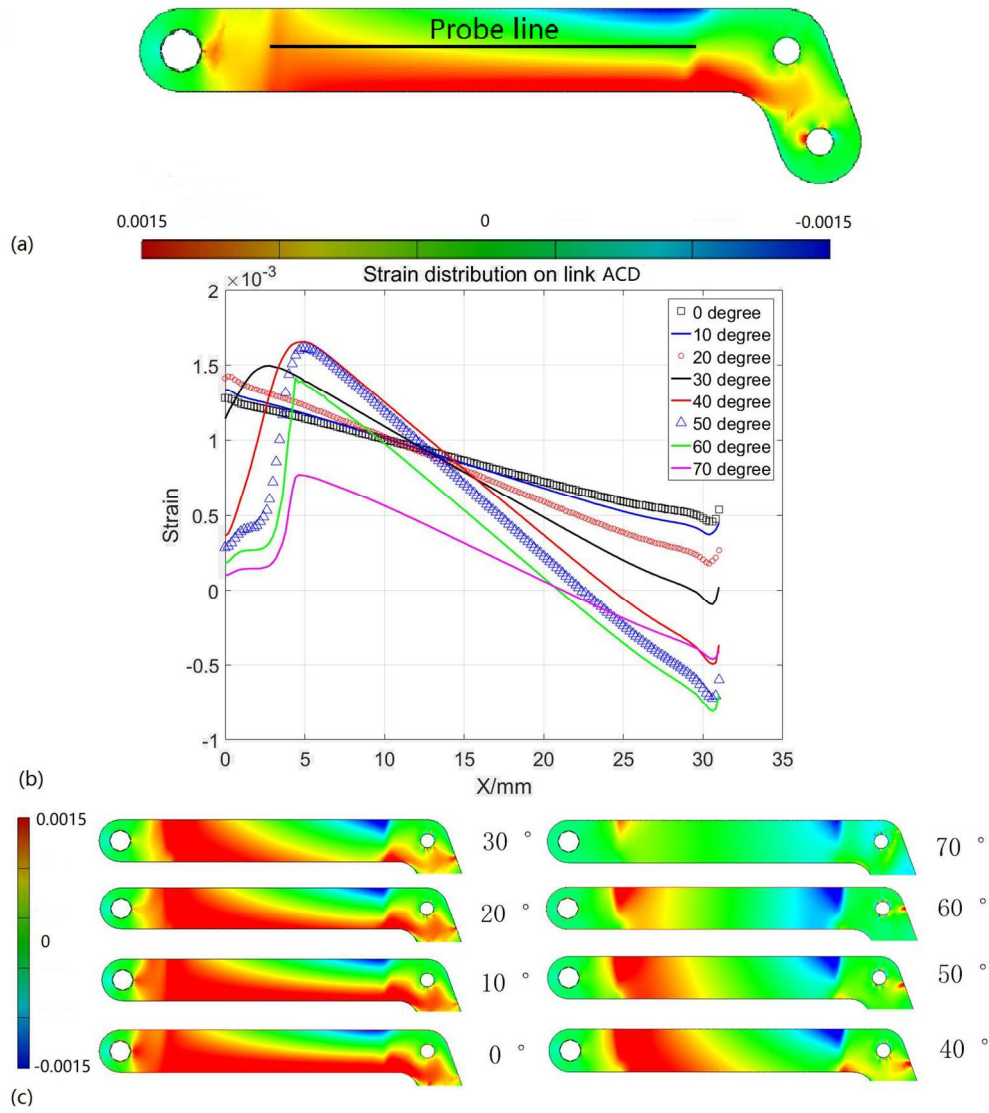 Probe line
0.0015 0 -0.0015
(a)
Strain distribution on link ACD
×10⁻³
2
1.5
1
0.5
0
-0.5
-1
Strain
0 5 10 15 20 25 30 35
X/mm
0 degree
10 degree
20 degree
30 degree
40 degree
50 degree
60 degree
70 degree
(b)
0.0015
0
-0.0015
30 °
20 °
10 °
0 °
70 °
60 °
50 °
40 °
(c)